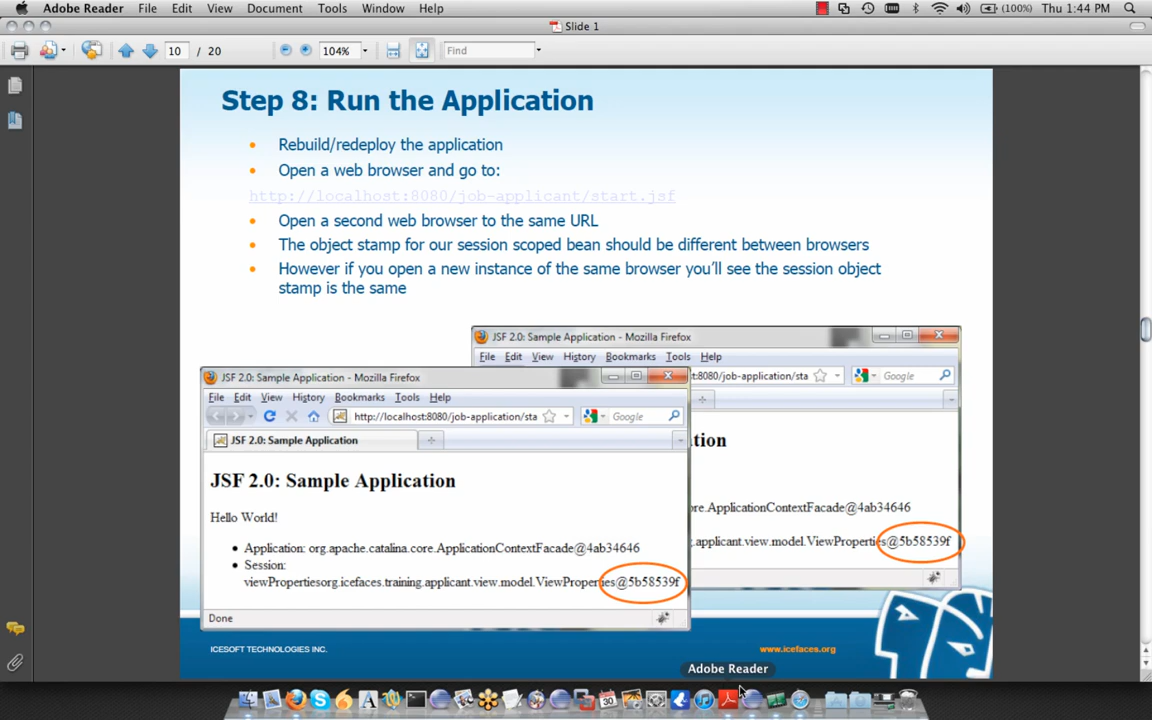 Adobe Reader File Edit View Document Tools Window Help (100%) Thu 1:44 PM
Slide 1
10 / 20 104% Find
Step 8: Run the Application
• Rebuild/redeploy the application
• Open a web browser and go to:
http://localhost:8080/job-applicant/start.jsf
• Open a second web browser to the same URL
• The object stamp for our session scoped bean should be different between browsers
• However if you open a new instance of the same browser you'll see the session object
stamp is the same
JSF 2.0: Sample Application - Mozilla Firefox
File Edit View History Bookmarks Tools Help
t:8080/job-application/sta Google
tion
re.ApplicationContextFacade@4ab34646
.applicant.view.model.ViewProperties@5b58539f
JSF 2.0: Sample Application - Mozilla Firefox
File Edit View History Bookmarks Tools Help
http://localhost:8080/job-application/sta Google
JSF 2.0: Sample Application
JSF 2.0: Sample Application
Hello World!
• Application: org.apache.catalina.core.ApplicationContextFacade@4ab34646
• Session:
viewPropertiesorg.icefaces.training.applicant.view.model.ViewProperties@5b58539f
Done
ICESOFT TECHNOLOGIES INC. www.icefaces.org
Adobe Reader
30